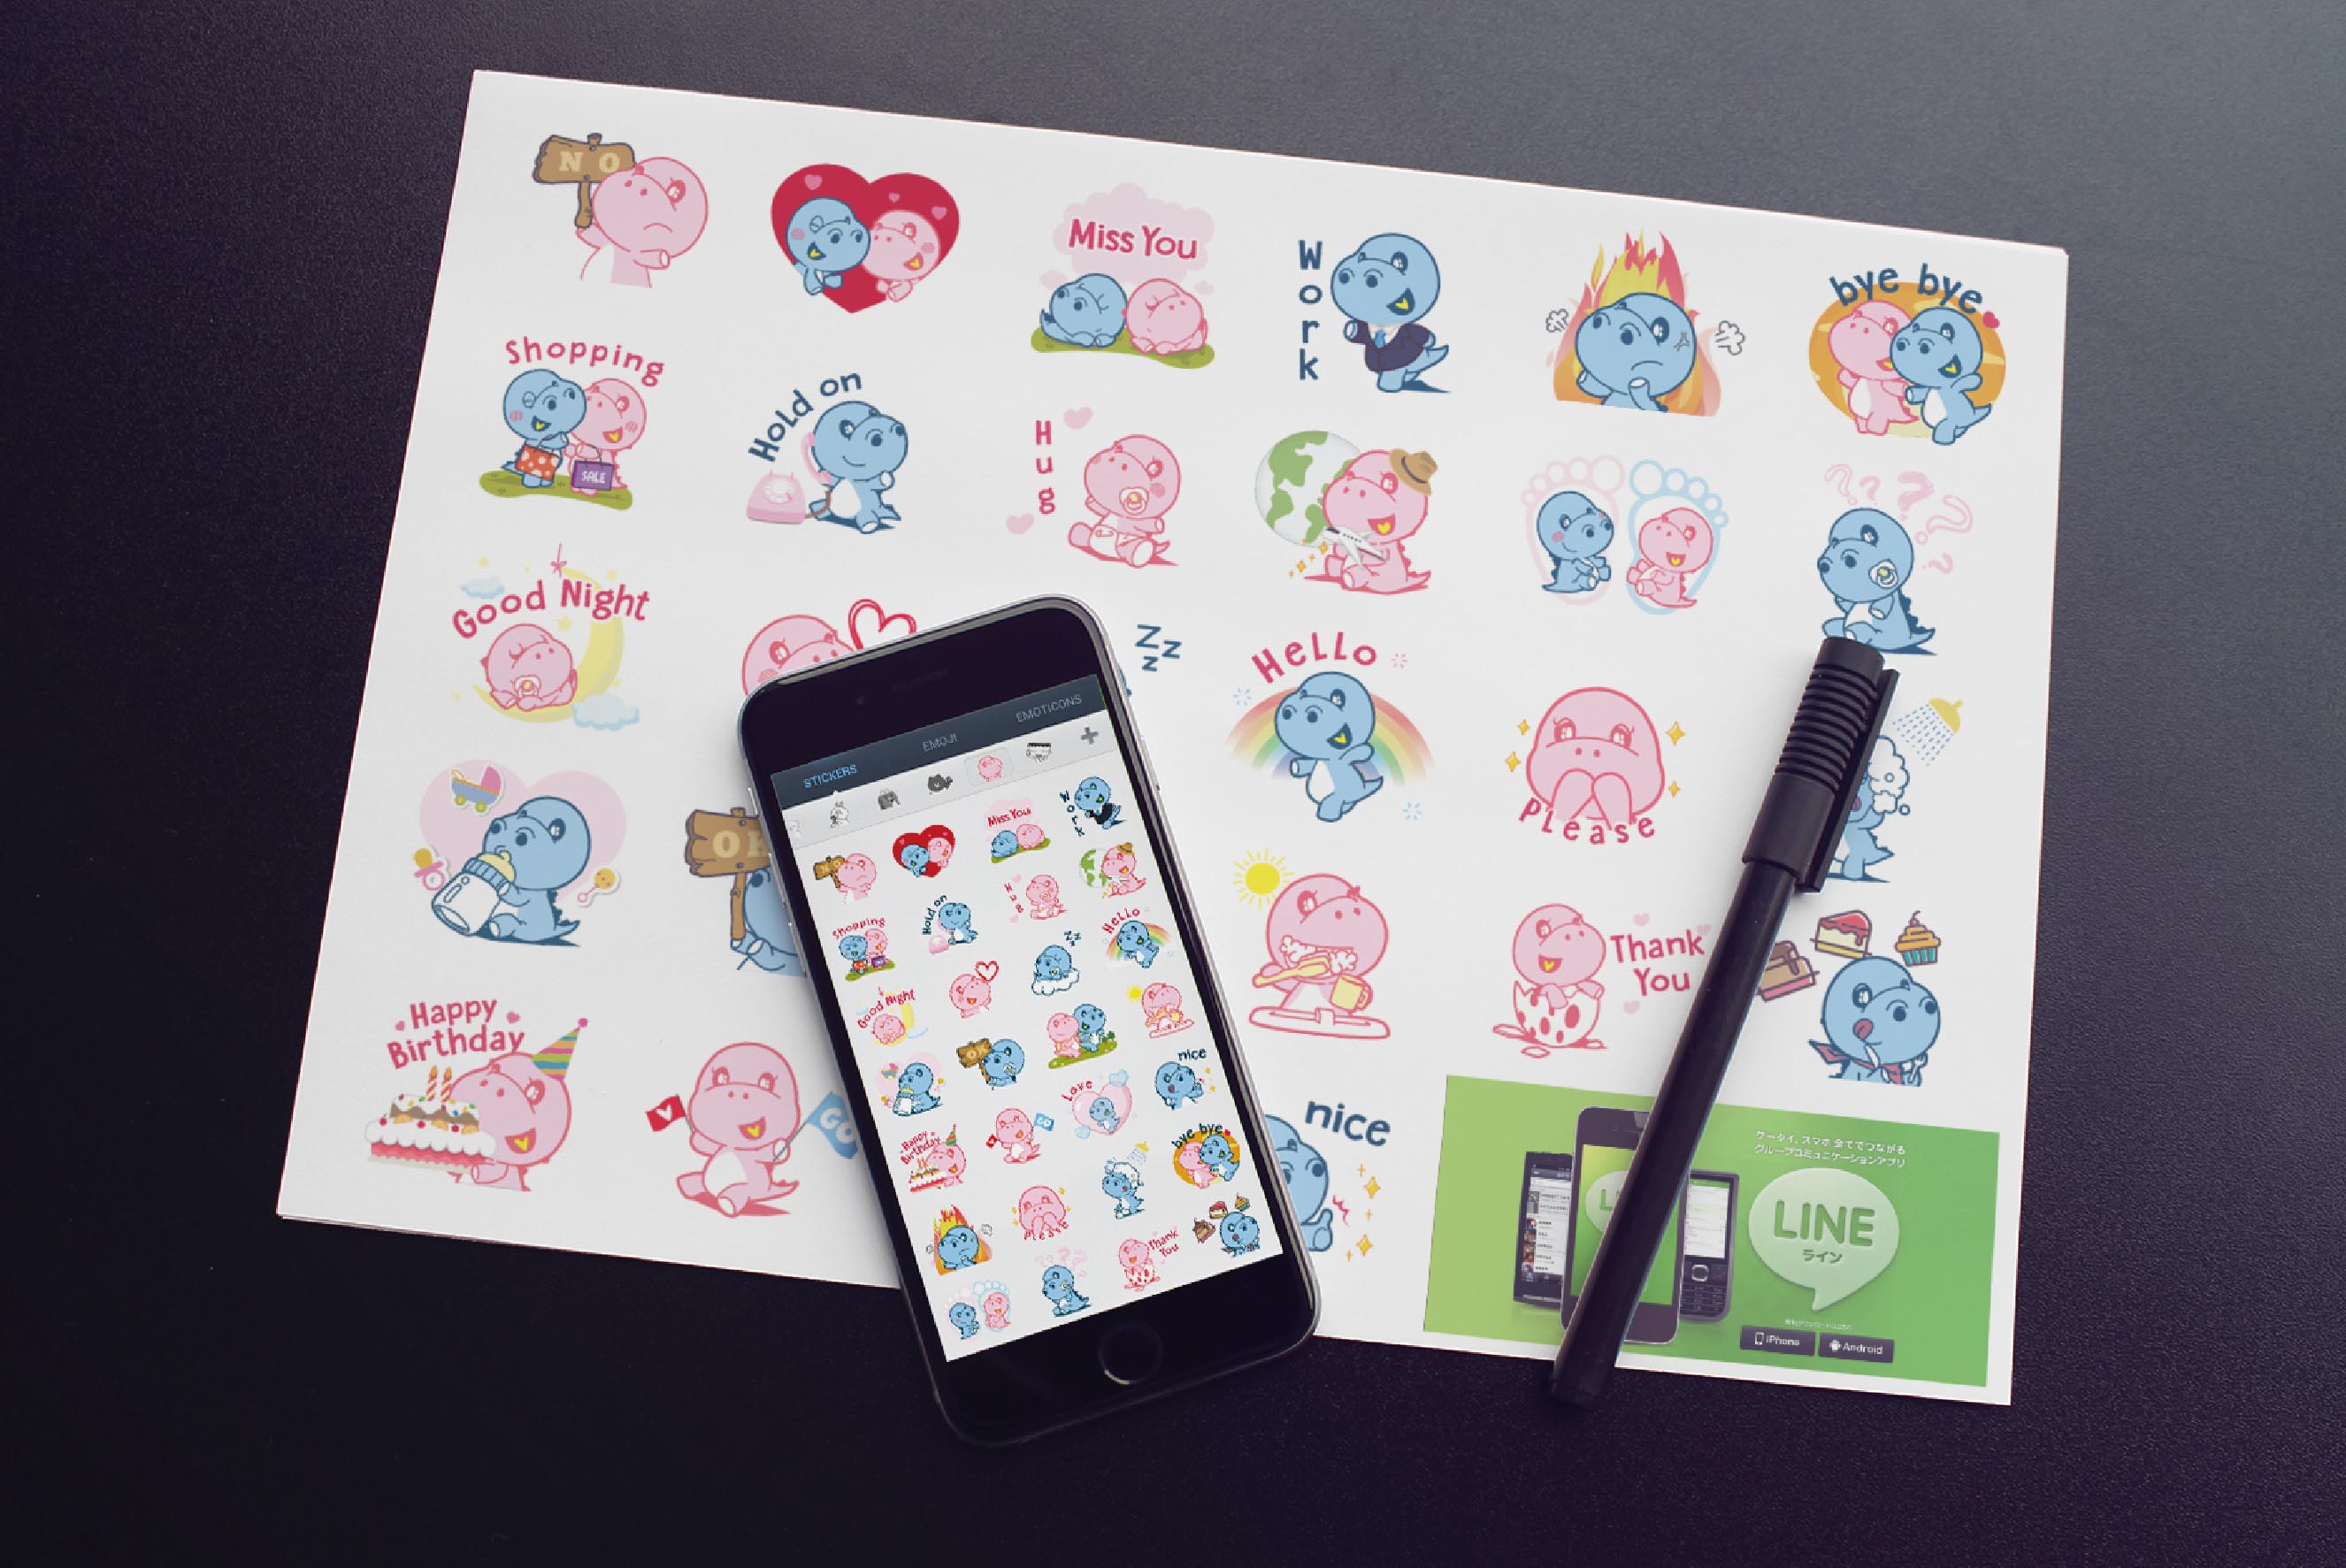 NO
Miss You
Work
bye bye
Shopping
SALE
Hold on
Hug
Good Night
Z Z Z
Hello
Please
Thank You
Happy
Birthday
GO
nice
STICKERS
EMOJI
EMOTICONS
Miss You
Work
Shopping
Hold on
Hug
Hello
Good Night
ZZZ
OK
nice
Love
Happy
Birthday
GO
bye bye
Please
Thank
You
ケータイ、スマホ全てでつながる
グループコミュニケーションアプリ
LINE
ライン
iPhone
Android